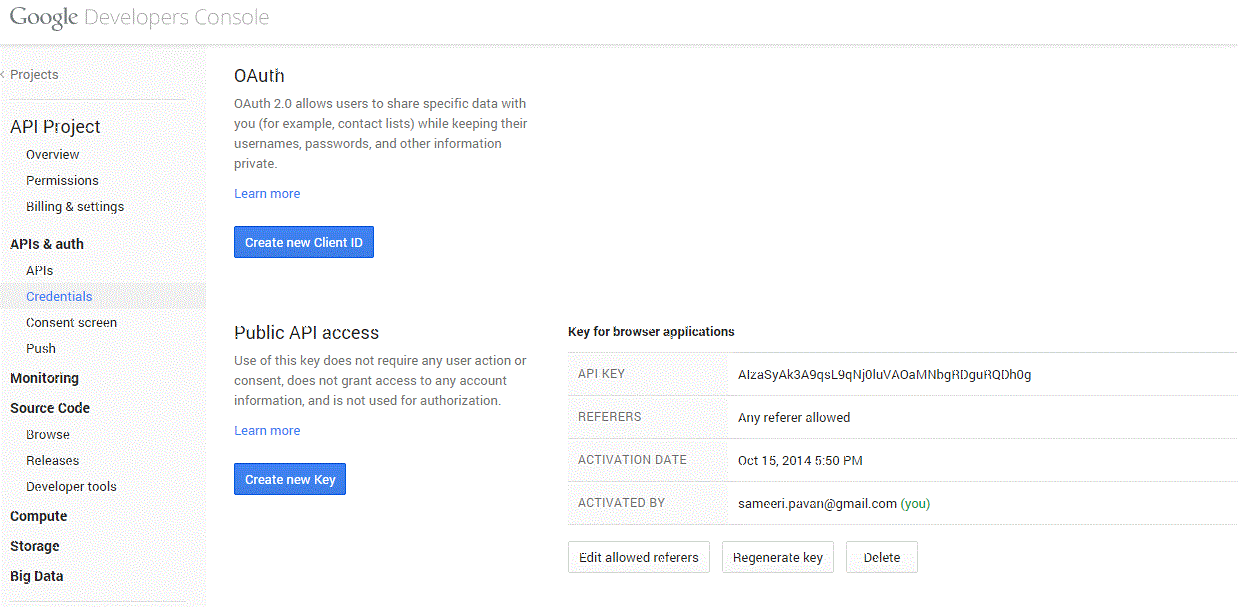 Google Developers Console
‹ Projects
API Project
Overview
Permissions
Billing & settings
APIs & auth
APIs
Credentials
Consent screen
Push
Monitoring
Source Code
Browse
Releases
Developer tools
Compute
Storage
Big Data
OAuth
OAuth 2.0 allows users to share specific data with
you (for example, contact lists) while keeping their
usernames, passwords, and other information
private.
Learn more
Create new Client ID
Public API access
Use of this key does not require any user action or
consent, does not grant access to any account
information, and is not used for authorization.
Learn more
Create new Key
Key for browser applications
API KEY AIzaSyAk3A9qsL9qNj0luVAOaMNbgRDguRQDh0g
REFERERS Any referer allowed
ACTIVATION DATE Oct 15, 2014 5:50 PM
ACTIVATED BY sameeri.pavan@gmail.com (you)
Edit allowed referers Regenerate key Delete